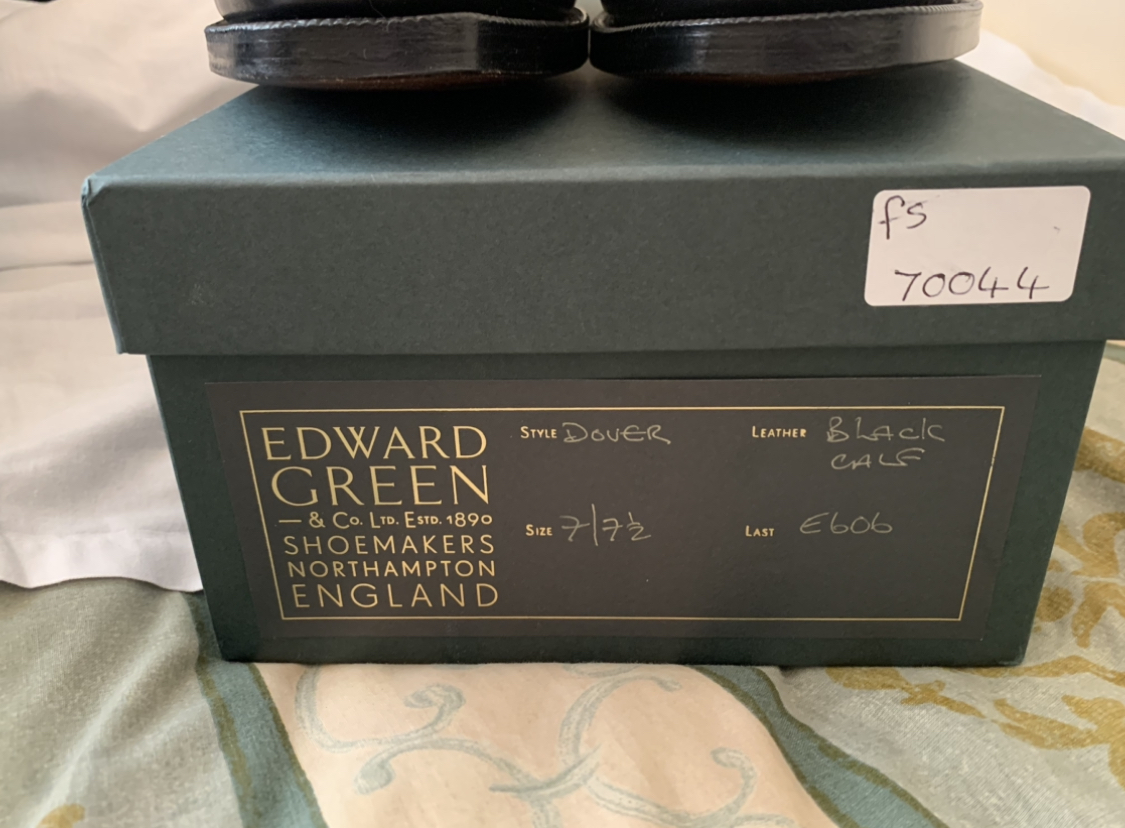 fs
70044
EDWARD
GREEN
— & Co. LTD. ESTD. 1890
SHOEMAKERS
NORTHAMPTON
ENGLAND
STYLE DOVER
LEATHER BLACK
CALF
SIZE 7/7½
LAST E606